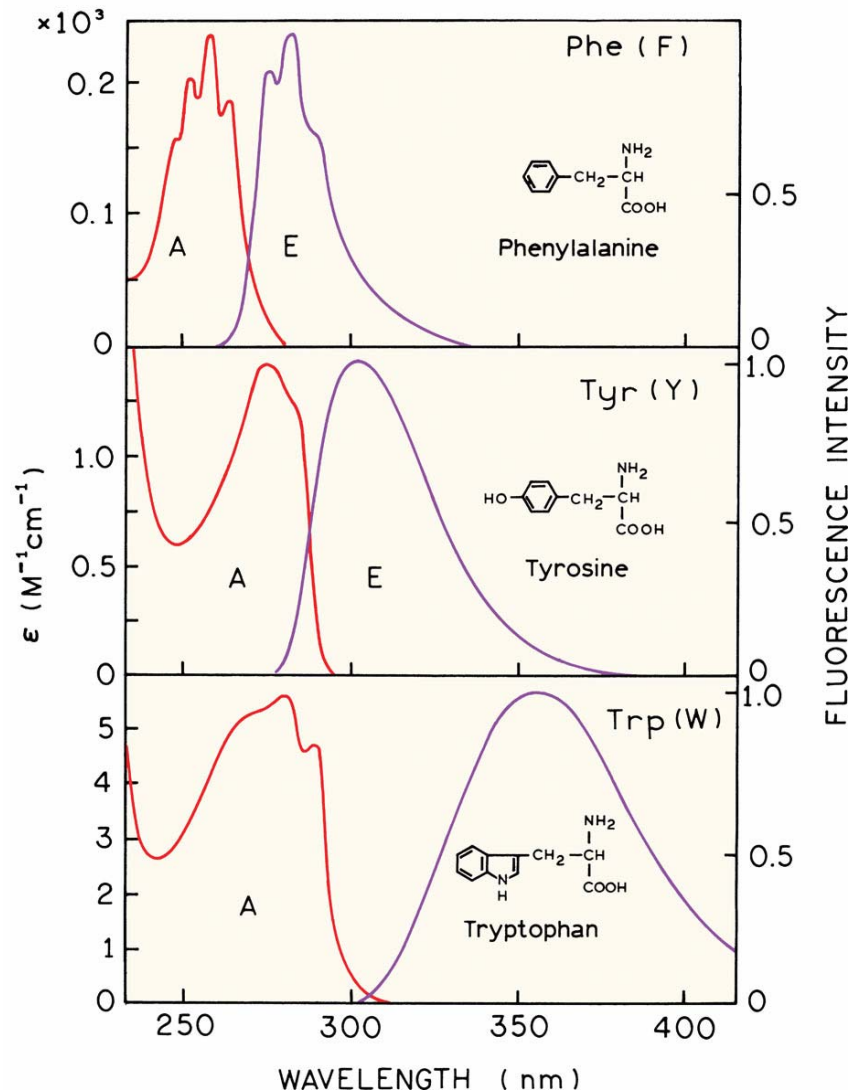 ×10³
Phe (F)
0.2
0.1
0
A
E
NH₂
CH₂
CH
COOH
Phenylalanine
0.5
0
Tyr (Y)
1.0
0.5
0
A
E
NH₂
HO
CH₂
CH
COOH
Tyrosine
1.0
0.5
0
Trp (W)
5
4
3
2
1
0
A
NH₂
CH₂
CH
COOH
N
H
Tryptophan
1.0
0.5
0
250
300
350
400
WAVELENGTH (nm)
ε (M⁻¹cm⁻¹)
FLUORESCENCE INTENSITY